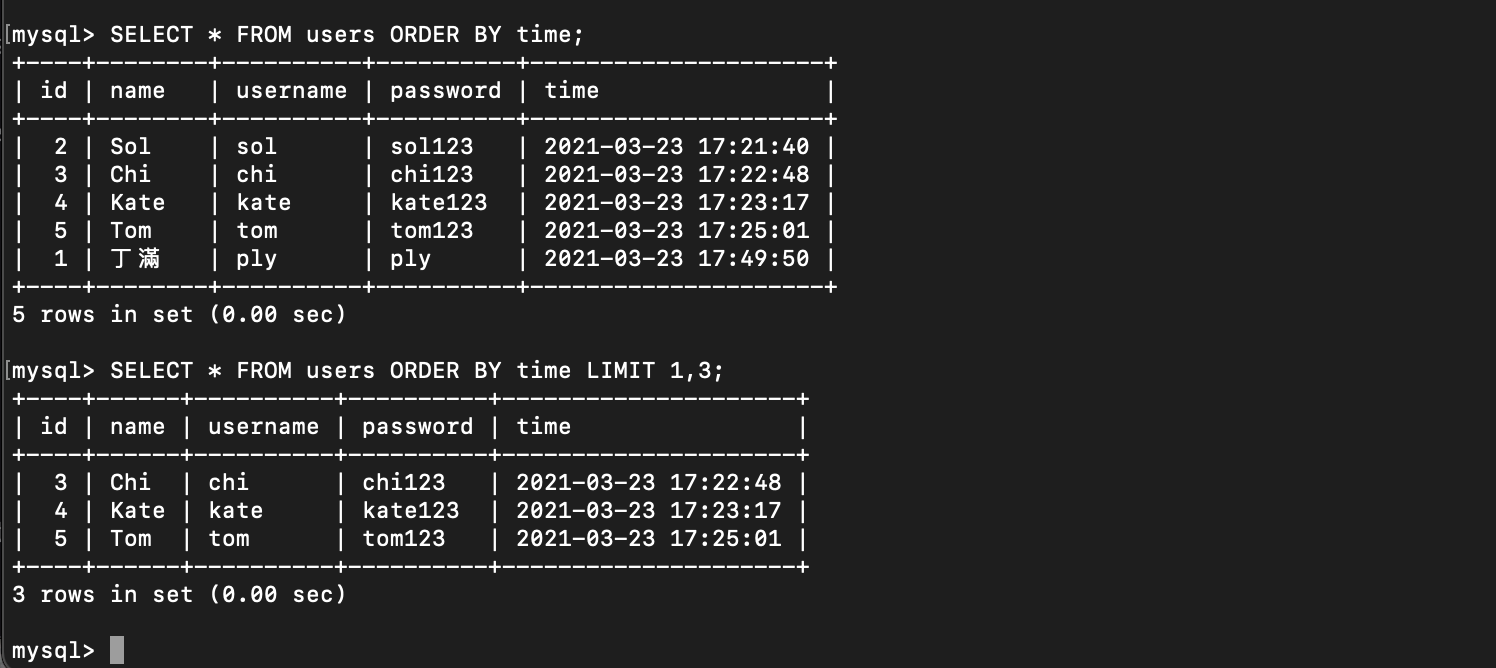 mysql> SELECT * FROM users ORDER BY time;
+----+--------+----------+----------+---------------------+
| id | name   | username | password | time                |
+----+--------+----------+----------+---------------------+
|  2 | Sol    | sol      | sol123   | 2021-03-23 17:21:40 |
|  3 | Chi    | chi      | chi123   | 2021-03-23 17:22:48 |
|  4 | Kate   | kate     | kate123  | 2021-03-23 17:23:17 |
|  5 | Tom    | tom      | tom123   | 2021-03-23 17:25:01 |
|  1 | 丁滿   | ply      | ply      | 2021-03-23 17:49:50 |
+----+--------+----------+----------+---------------------+
5 rows in set (0.00 sec)
mysql> SELECT * FROM users ORDER BY time LIMIT 1,3;
+----+------+----------+----------+---------------------+
| id | name | username | password | time                |
+----+------+----------+----------+---------------------+
|  3 | Chi  | chi      | chi123   | 2021-03-23 17:22:48 |
|  4 | Kate | kate     | kate123  | 2021-03-23 17:23:17 |
|  5 | Tom  | tom      | tom123   | 2021-03-23 17:25:01 |
+----+------+----------+----------+---------------------+
3 rows in set (0.00 sec)
mysql>